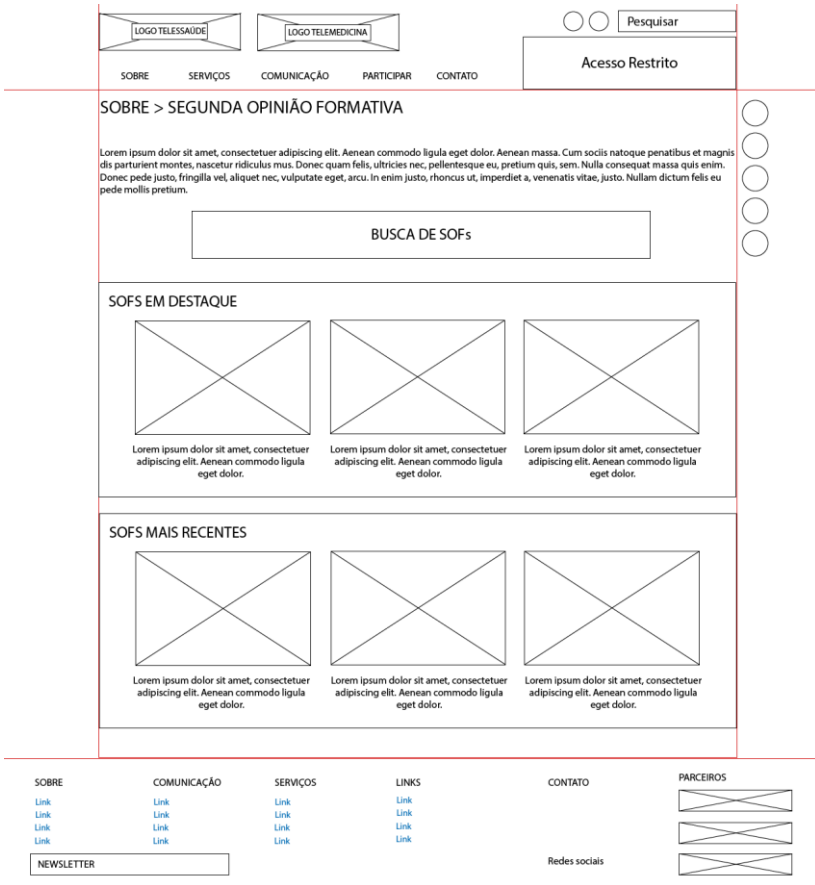 LOGO TELESSAÚDE
LOGO TELEMEDICINA
Pesquisar
Acesso Restrito
SOBRE SERVIÇOS COMUNICAÇÃO PARTICIPAR CONTATO
SOBRE > SEGUNDA OPINIÃO FORMATIVA
Lorem ipsum dolor sit amet, consectetuer adipiscing elit. Aenean commodo ligula eget dolor. Aenean massa. Cum sociis natoque penatibus et magnis
dis parturient montes, nascetur ridiculus mus. Donec quam felis, ultricies nec, pellentesque eu, pretium quis, sem. Nulla consequat massa quis enim.
Donec pede justo, fringilla vel, aliquet nec, vulputate eget, arcu. In enim justo, rhoncus ut, imperdiet a, venenatis vitae, justo. Nullam dictum felis eu
pede mollis pretium.
BUSCA DE SOFs
SOFS EM DESTAQUE
Lorem ipsum dolor sit amet, consectetuer
adipiscing elit. Aenean commodo ligula
eget dolor.
Lorem ipsum dolor sit amet, consectetuer
adipiscing elit. Aenean commodo ligula
eget dolor.
Lorem ipsum dolor sit amet, consectetuer
adipiscing elit. Aenean commodo ligula
eget dolor.
SOFS MAIS RECENTES
Lorem ipsum dolor sit amet, consectetuer
adipiscing elit. Aenean commodo ligula
eget dolor.
Lorem ipsum dolor sit amet, consectetuer
adipiscing elit. Aenean commodo ligula
eget dolor.
Lorem ipsum dolor sit amet, consectetuer
adipiscing elit. Aenean commodo ligula
eget dolor.
SOBRE
Link
Link
Link
Link
COMUNICAÇÃO
Link
Link
Link
Link
SERVIÇOS
Link
Link
Link
Link
LINKS
Link
Link
Link
Link
CONTATO
Redes sociais
PARCEIROS
NEWSLETTER